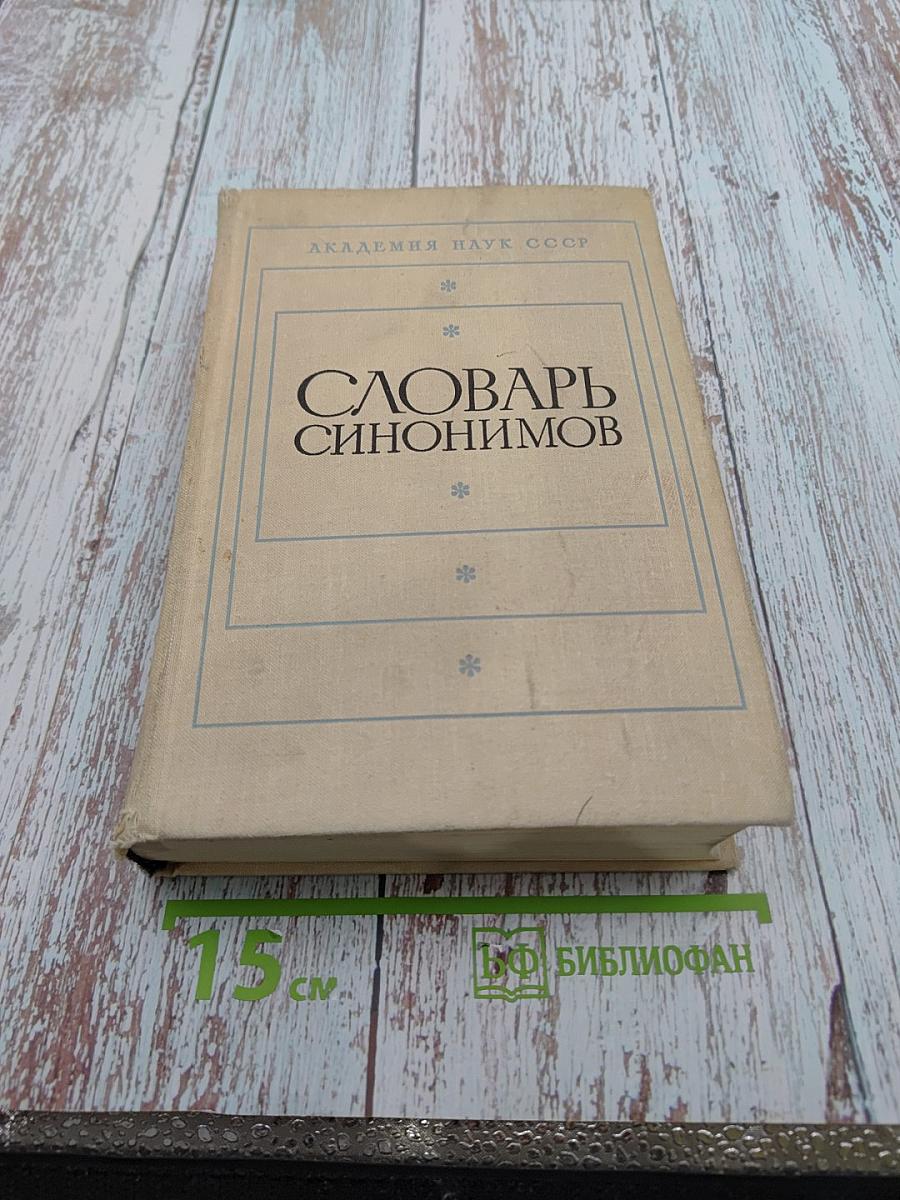 АКАДЕМИЯ НАУК СССР
СЛОВАРЬ
СИНОНИМОВ
15 см
БФ БИБЛИОФАН